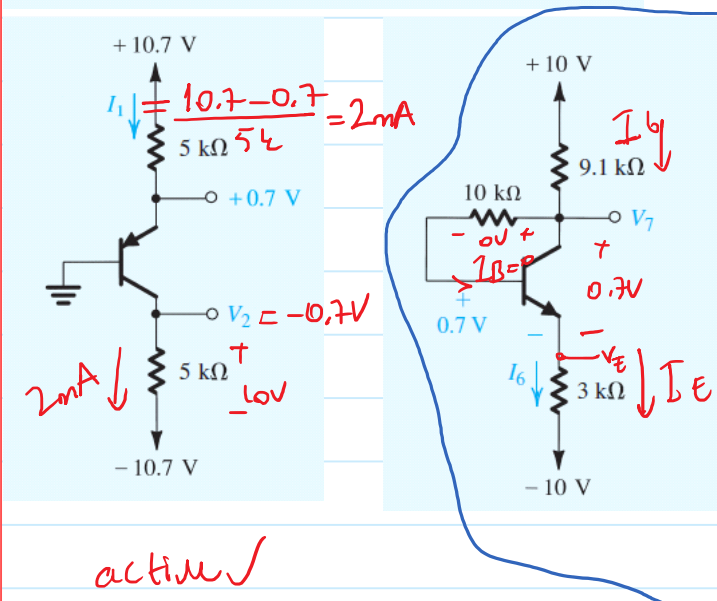 + 10.7 V
I₁ = 10.7-0.7 / 5k = 2mA
5 kΩ
+ 0.7 V
V₂ = -0.7V
+
5 kΩ
10V
-
2mA
- 10.7 V
active ✓
+ 10 V
I6
9.1 kΩ
10 kΩ
V₇
- 0V +
IB=0
+
0.7V
-
+
0.7 V
-
VE
I₆
3 kΩ
IE
- 10 V